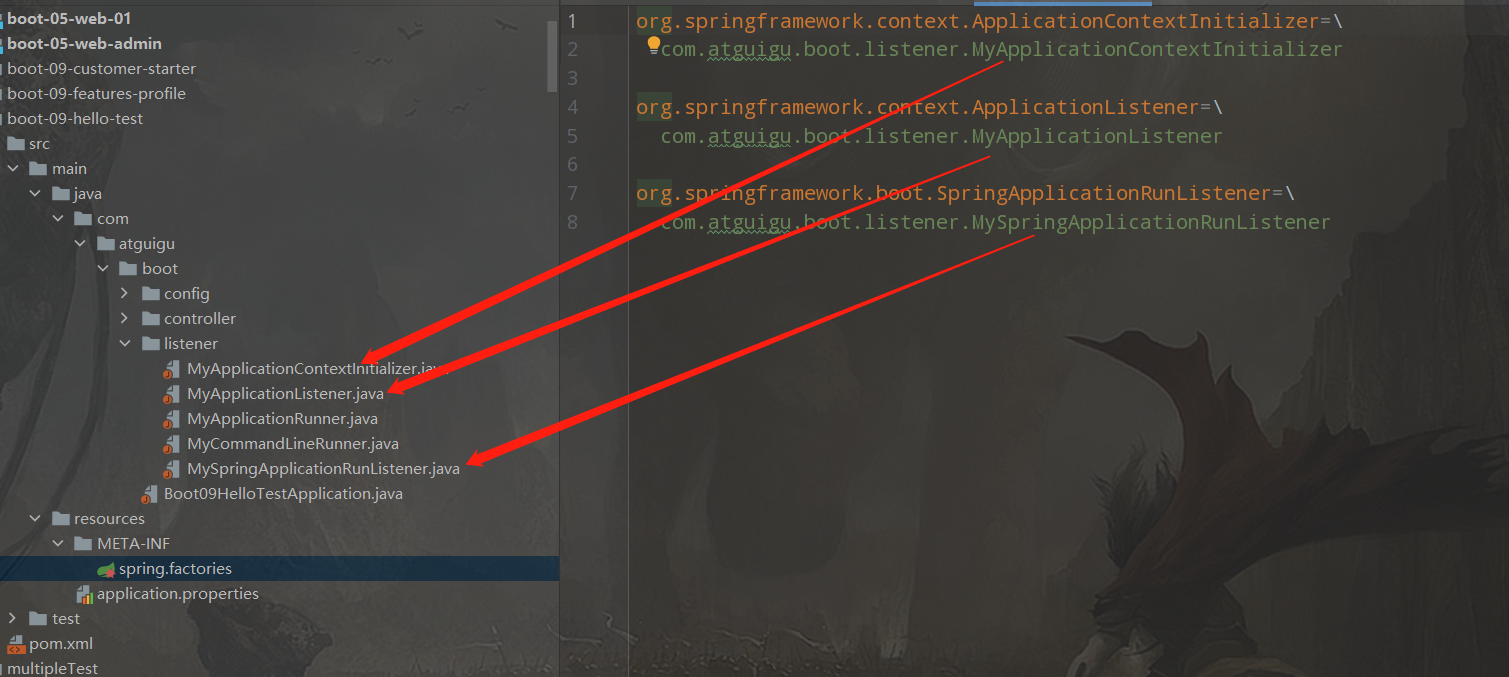 boot-05-web-01
boot-05-web-admin
boot-09-customer-starter
boot-09-features-profile
boot-09-hello-test
src
main
java
com
atguigu
boot
config
controller
listener
MyApplicationContextInitializer.java
MyApplicationListener.java
MyApplicationRunner.java
MyCommandLineRunner.java
MySpringApplicationRunListener.java
Boot09HelloTestApplication.java
resources
META-INF
spring.factories
application.properties
test
pom.xml
multipleTest
1 org.springframework.context.ApplicationContextInitializer=\
2 com.atguigu.boot.listener.MyApplicationContextInitializer
3
4 org.springframework.context.ApplicationListener=\
5 com.atguigu.boot.listener.MyApplicationListener
6
7 org.springframework.boot.SpringApplicationRunListener=\
8 com.atguigu.boot.listener.MySpringApplicationRunListener